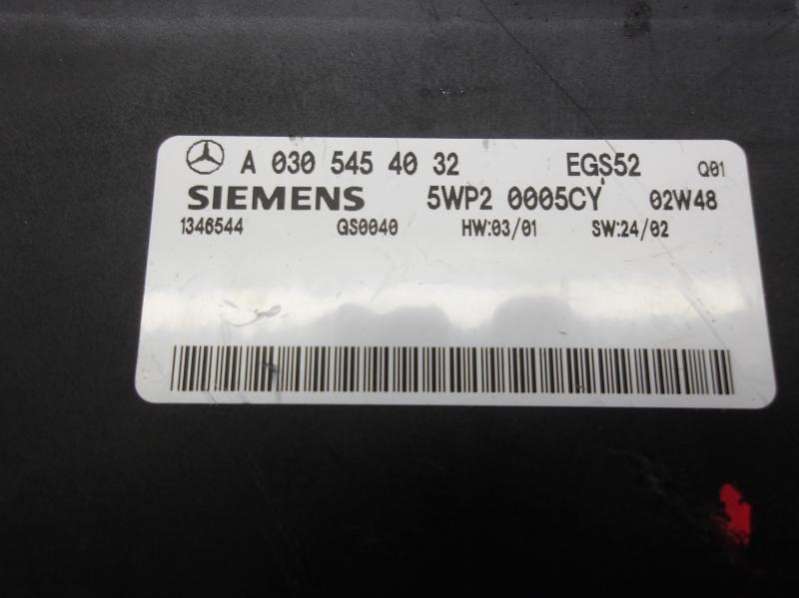 A 030 545 40 32 EGS52 Q01
SIEMENS 5WP2 0005CY 02W48
1346544 GS0040 HW:03/01 SW:24/02